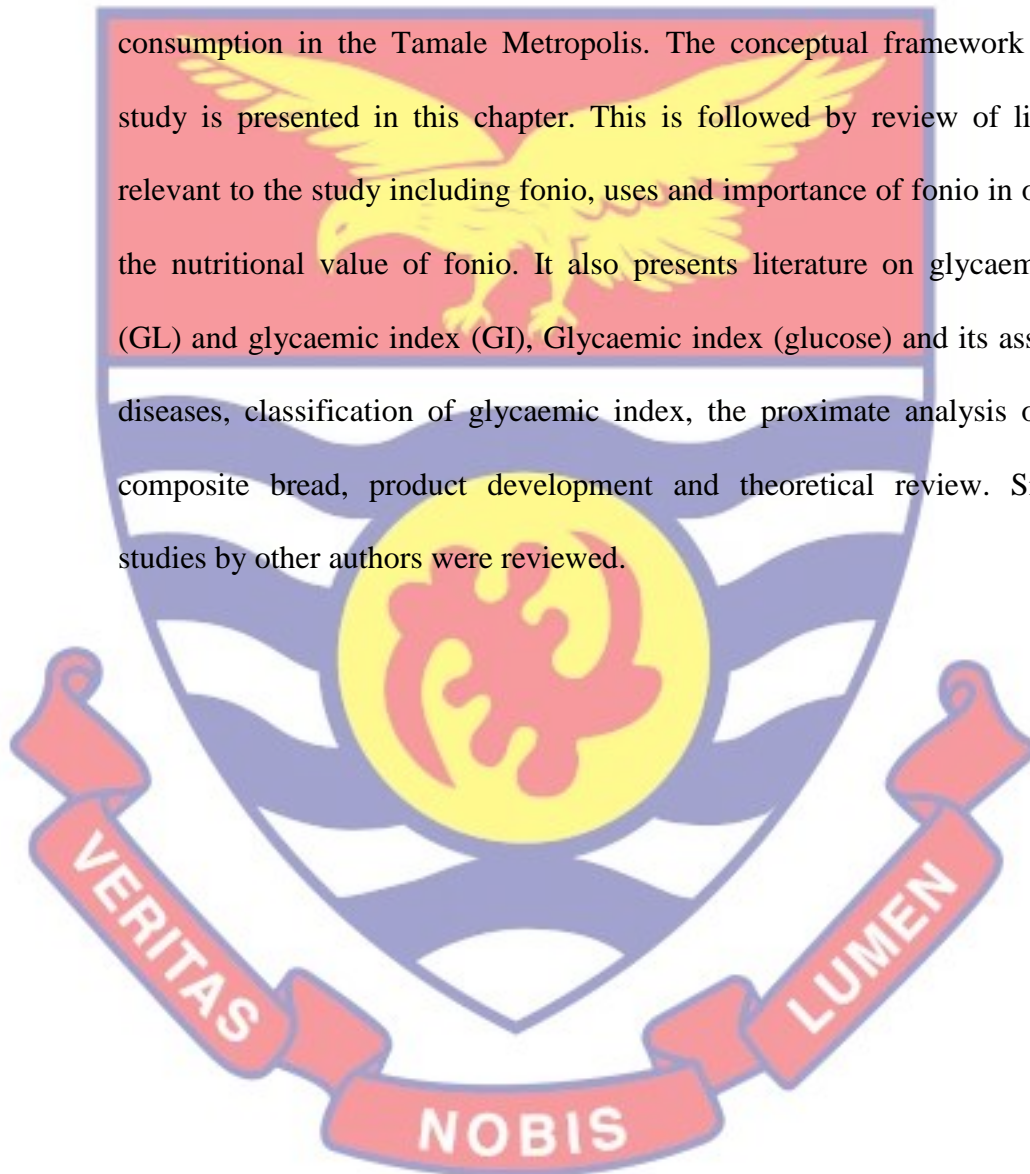 consumption in the Tamale Metropolis. The conceptual framework
study is presented in this chapter. This is followed by review of
relevant to the study including fonio, uses and importance of fonio in
the nutritional value of fonio. It also presents literature on
(GL) and glycaemic index (GI), Glycaemic index (glucose) and its
diseases, classification of glycaemic index, the proximate analysis
composite bread, product development and theoretical review.
studies by other authors were reviewed.
VERITAS
NOBIS
LUMEN